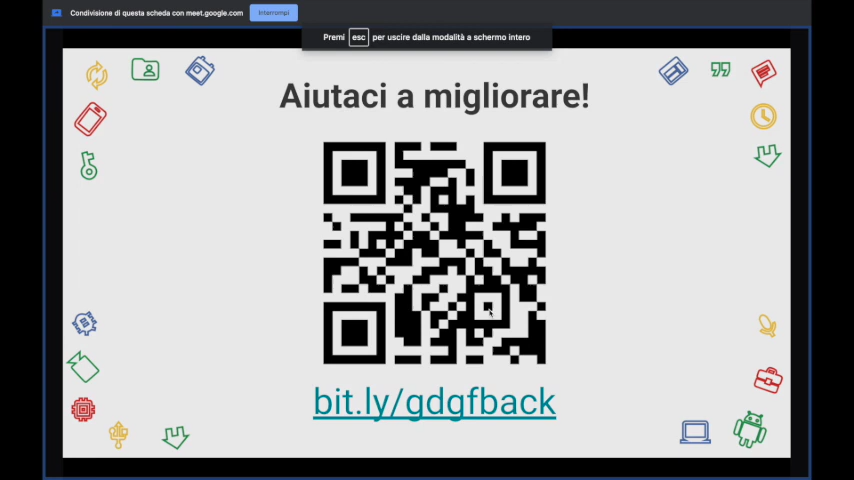 Condivisione di questa scheda con meet.google.com
Interrompi
Premi esc per uscire dalla modalità a schermo intero
Aiutaci a migliorare!
bit.ly/gdgfback